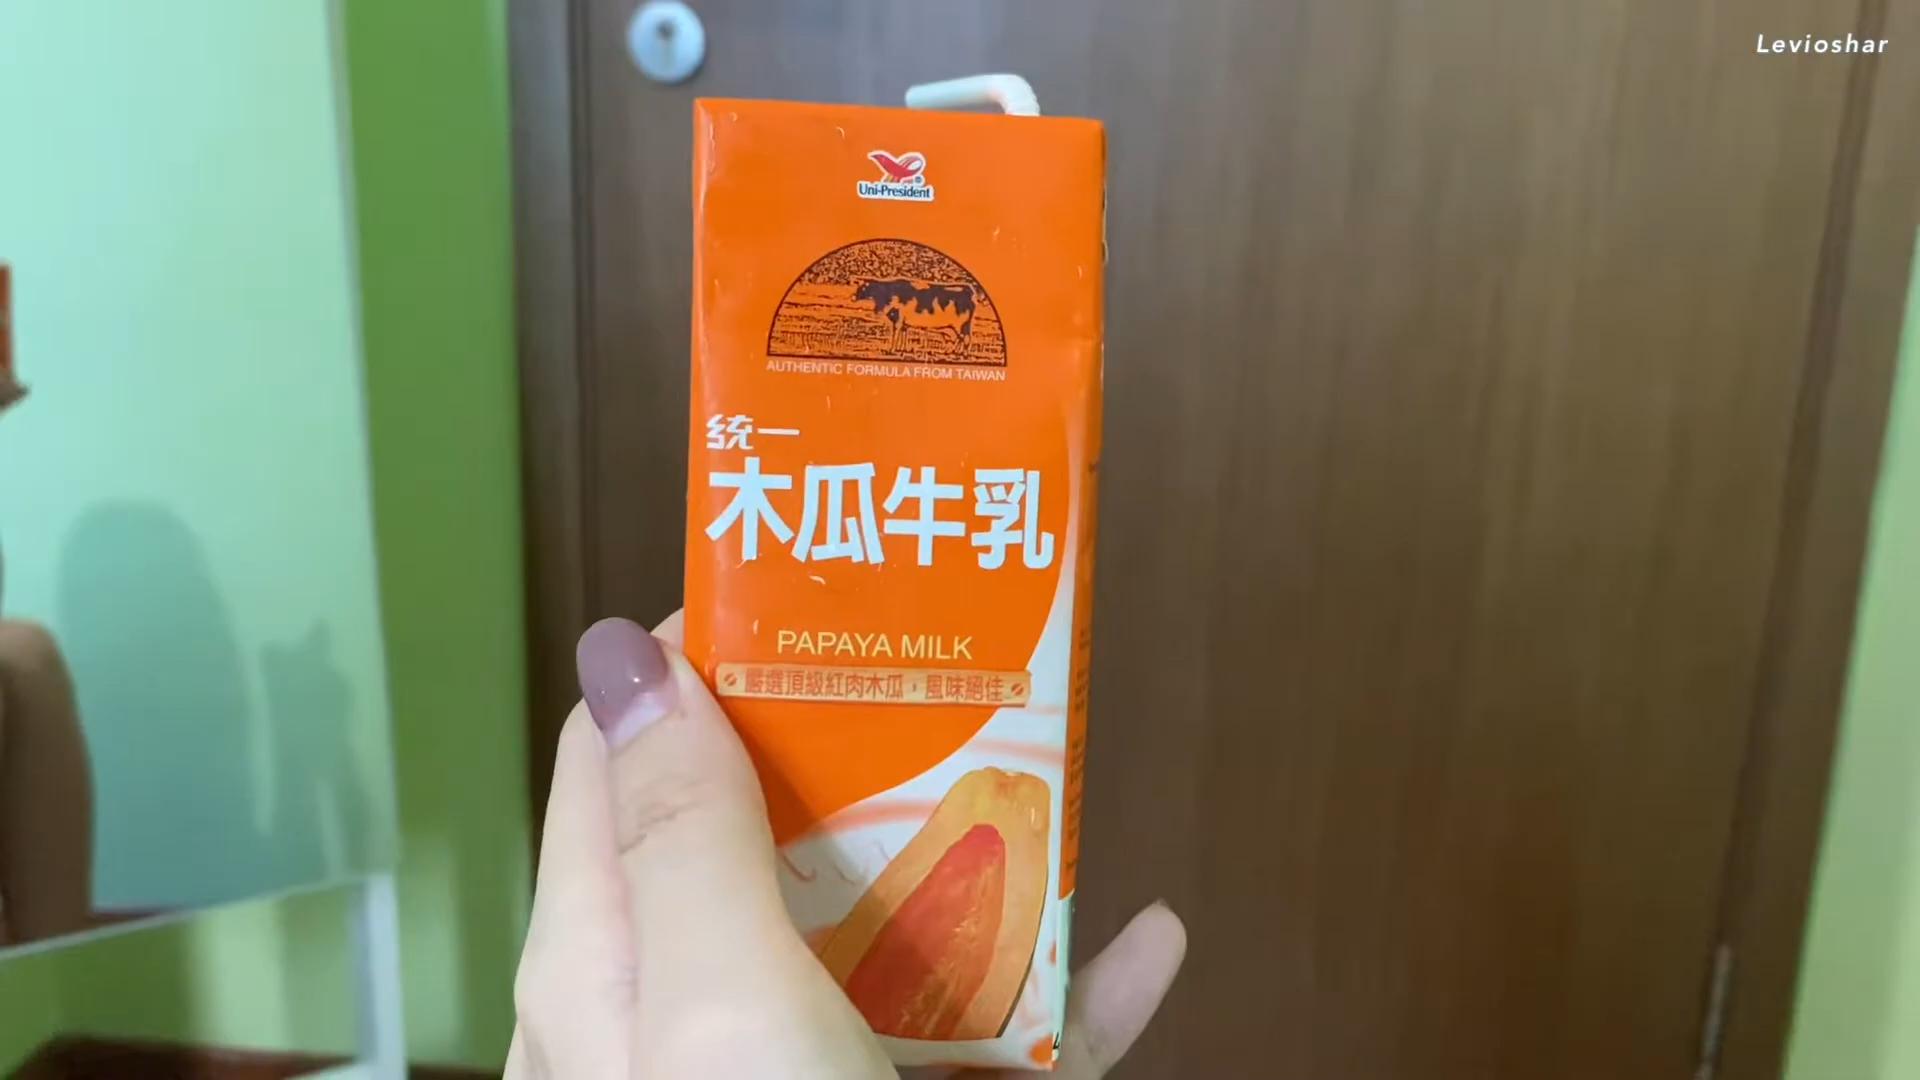 Levioshar
Uni-President
AUTHENTIC FORMULA FROM TAIWAN
統一
木瓜牛乳
PAPAYA MILK
嚴選頂級紅肉木瓜，風味絕佳